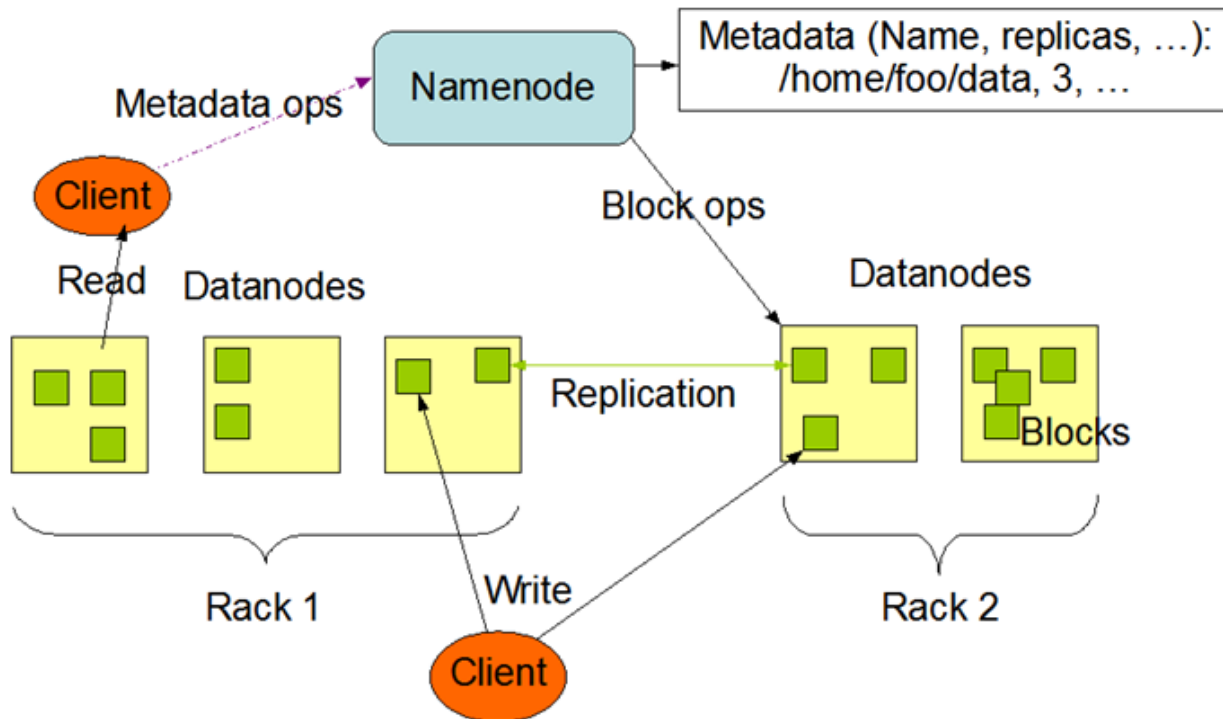 Metadata (Name, replicas, …):
/home/foo/data, 3, …
Namenode
Metadata ops
Client
Block ops
Read
Datanodes
Datanodes
Replication
Blocks
Rack 1
Write
Rack 2
Client